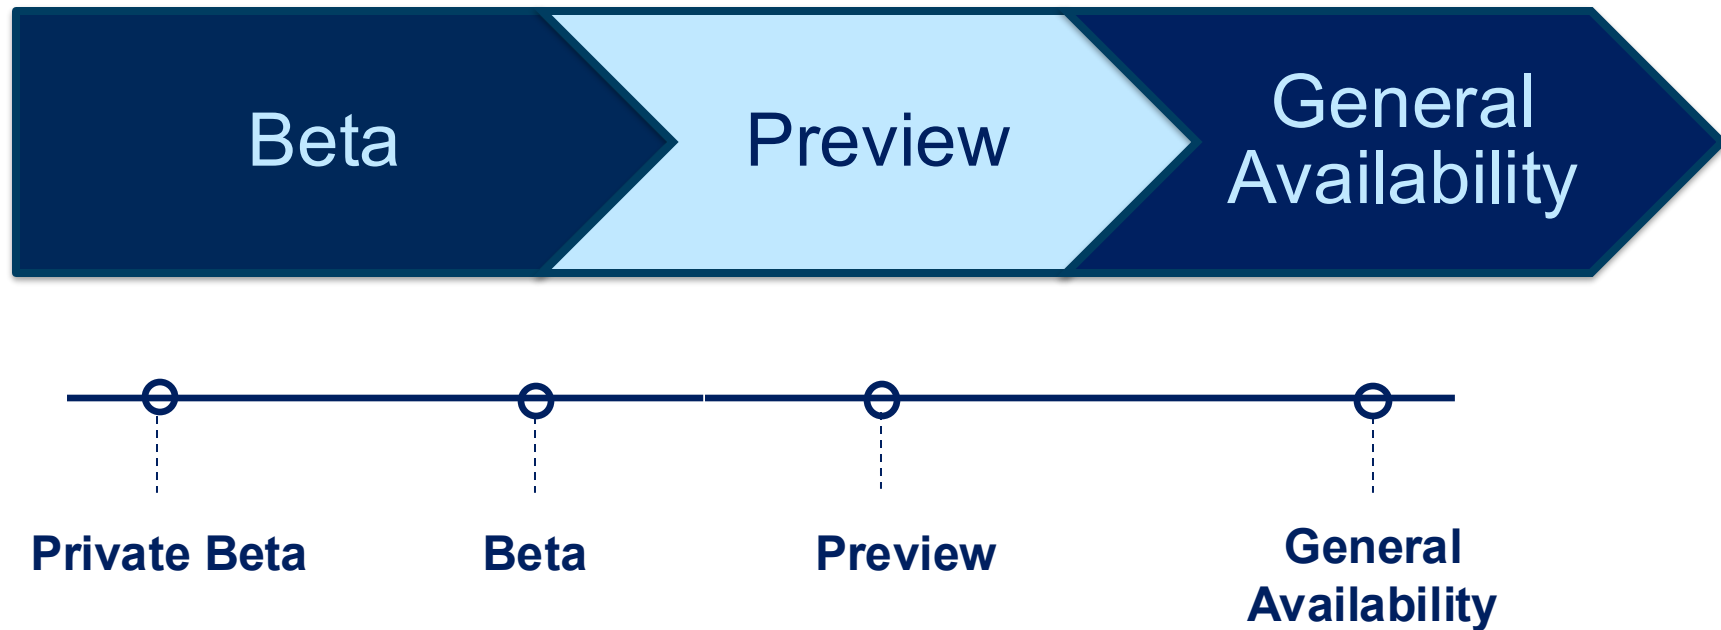 Beta
Preview
General
Availability
Private Beta
Beta
Preview
General
Availability